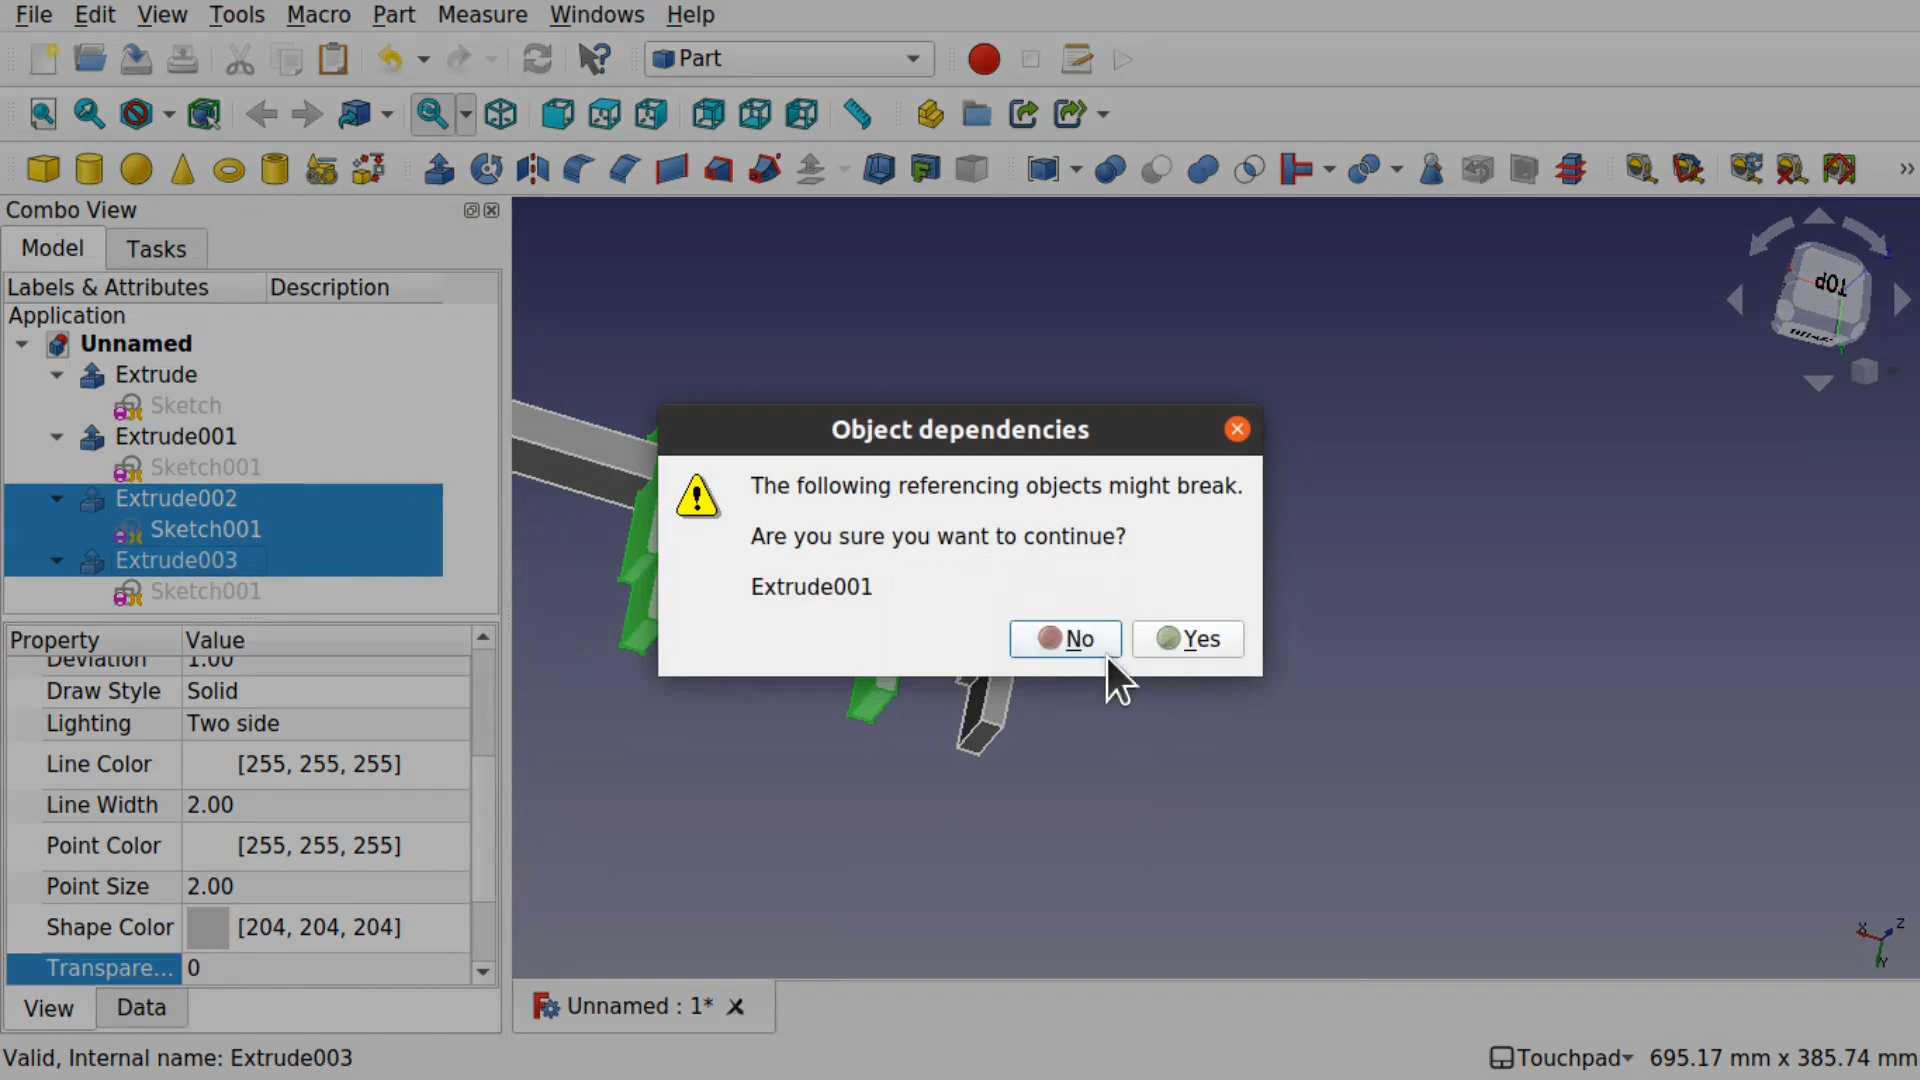 File Edit View Tools Macro Part Measure Windows Help
Part
Combo View
Model Tasks
Labels & Attributes Description
Application
Unnamed
Extrude
Sketch
Extrude001
Sketch001
Extrude002
Sketch001
Extrude003
Sketch001
Property Value
Deviation 1.00
Draw Style Solid
Lighting Two side
Line Color [255, 255, 255]
Line Width 2.00
Point Color [255, 255, 255]
Point Size 2.00
Shape Color [204, 204, 204]
Transpare... 0
View Data
Object dependencies
The following referencing objects might break.
Are you sure you want to continue?
Extrude001
No Yes
TOP
X Z
Y
Unnamed : 1*
Valid, Internal name: Extrude003
Touchpad 695.17 mm x 385.74 mm